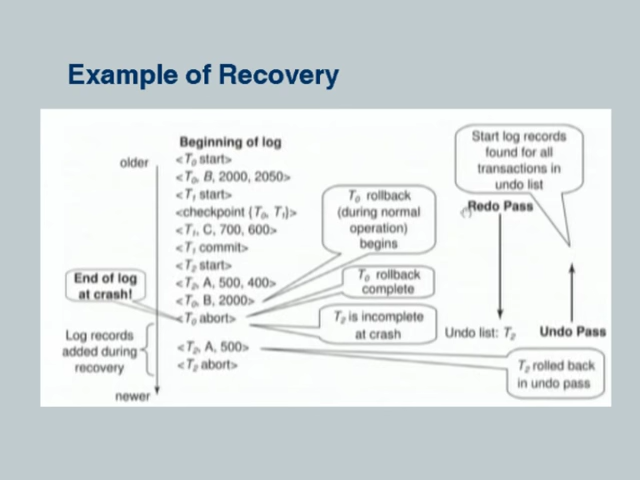 Example of Recovery
Beginning of log
older
<T0 start>
<T0, B, 2000, 2050>
<T1 start>
<checkpoint {T0, T1}>
<T1, C, 700, 600>
<T1 commit>
<T2 start>
<T2, A, 500, 400>
<T0, B, 2000>
<T0 abort>
<T2, A, 500>
<T2 abort>
End of log
at crash!
Log records
added during
recovery
newer
T0 rollback
(during normal
operation)
begins
T0 rollback
complete
T2 is incomplete
at crash
Start log records
found for all
transactions in
undo list
Redo Pass
Undo list: T2
Undo Pass
T2 rolled back
in undo pass